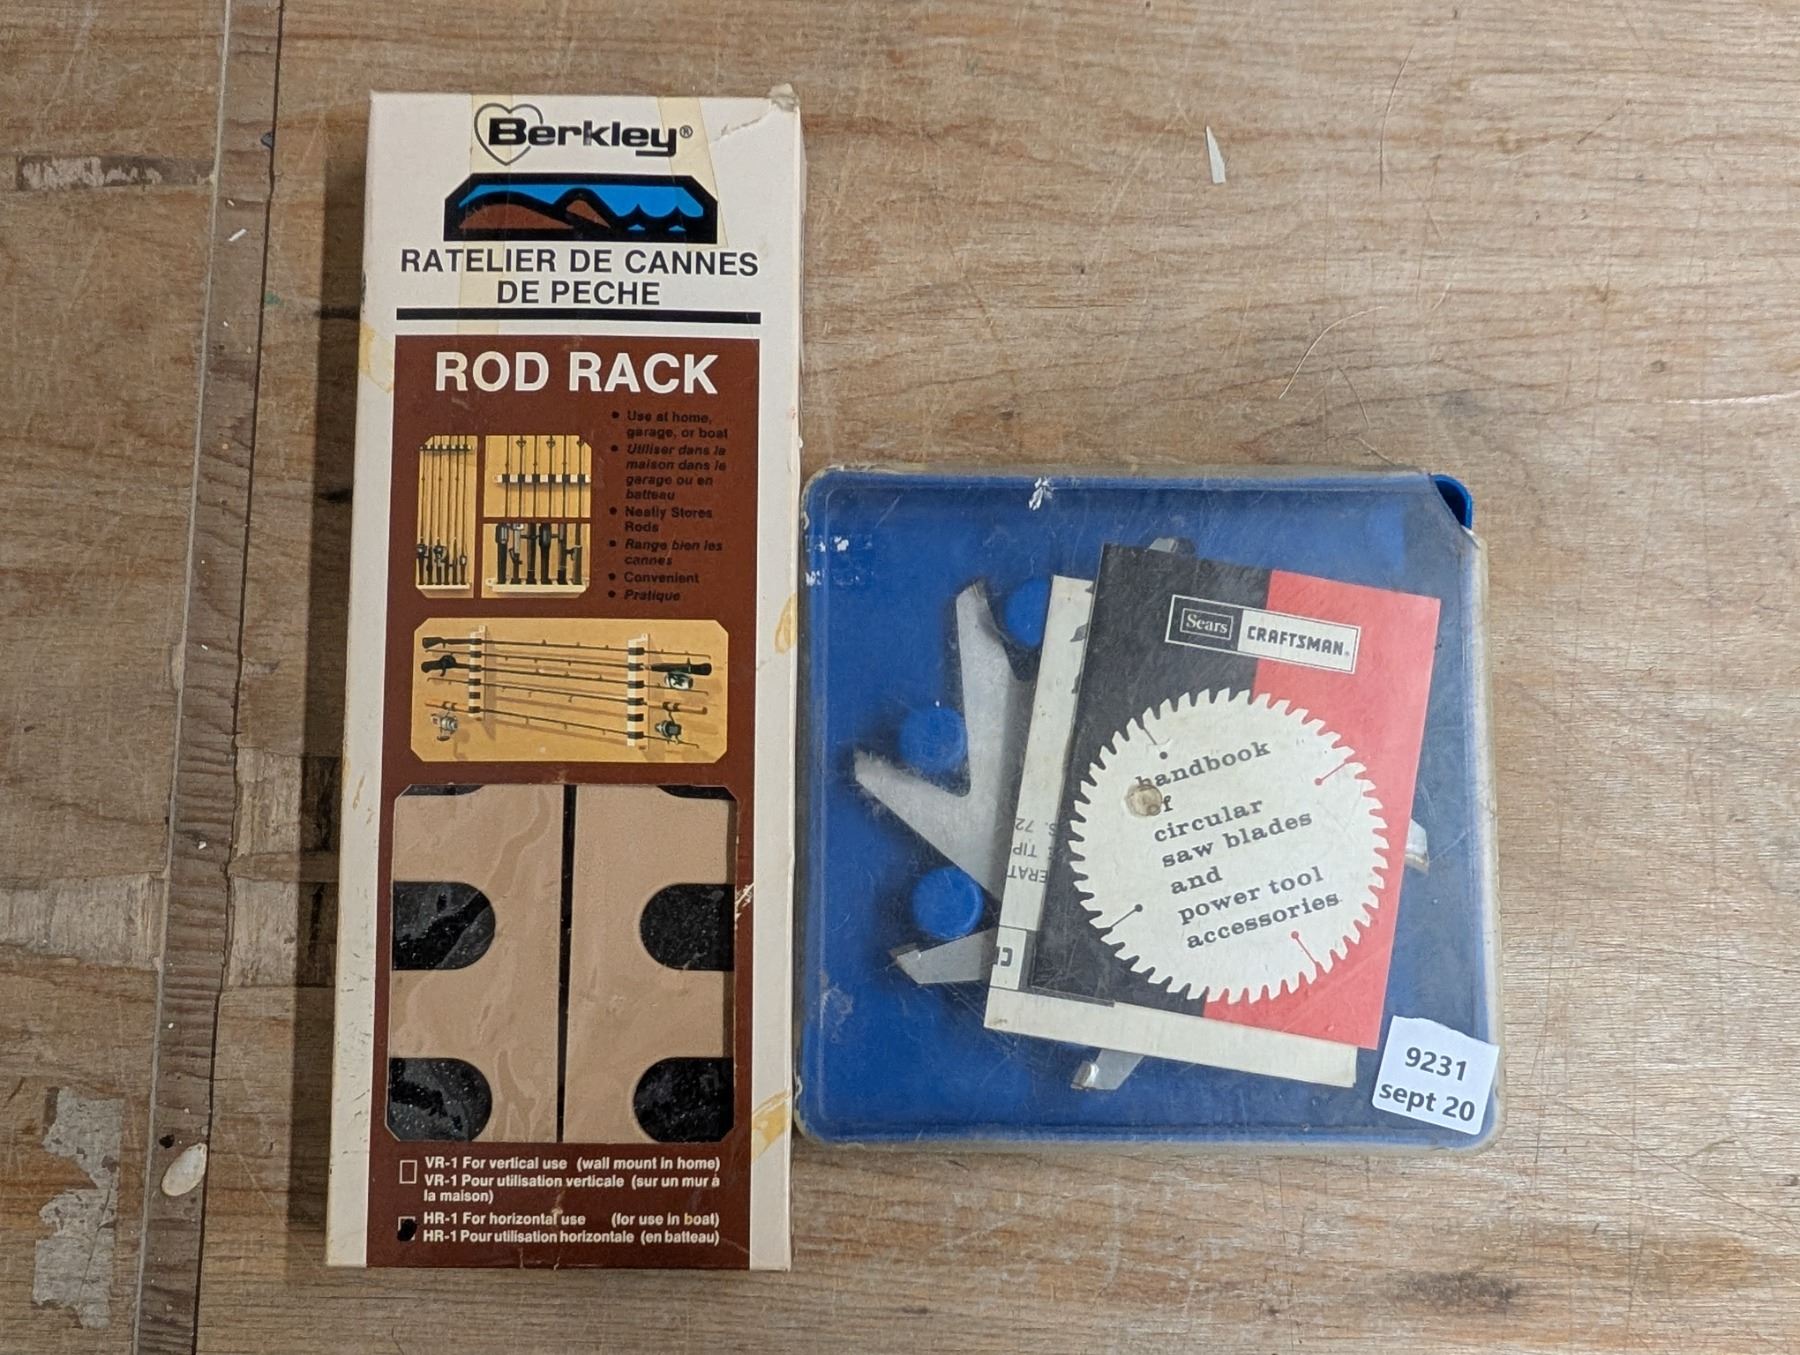 Berkley®
RATELIER DE CANNES
DE PECHE
ROD RACK
• Use at home,
garage, or boat
• Utiliser dans la
maison dans le
garage ou en
batteau
• Neatly Stores
Rods
• Range bien les
cannes
• Convenient
• Pratique
VR-1 For vertical use (wall mount in home)
VR-1 Pour utilisation verticale (sur un mur à
la maison)
HR-1 For horizontal use (for use in boat)
HR-1 Pour utilisation horizontale (en batteau)
Sears CRAFTSMAN®
handbook
of
circular
saw blades
and
power tool
accessories
9231
sept 20